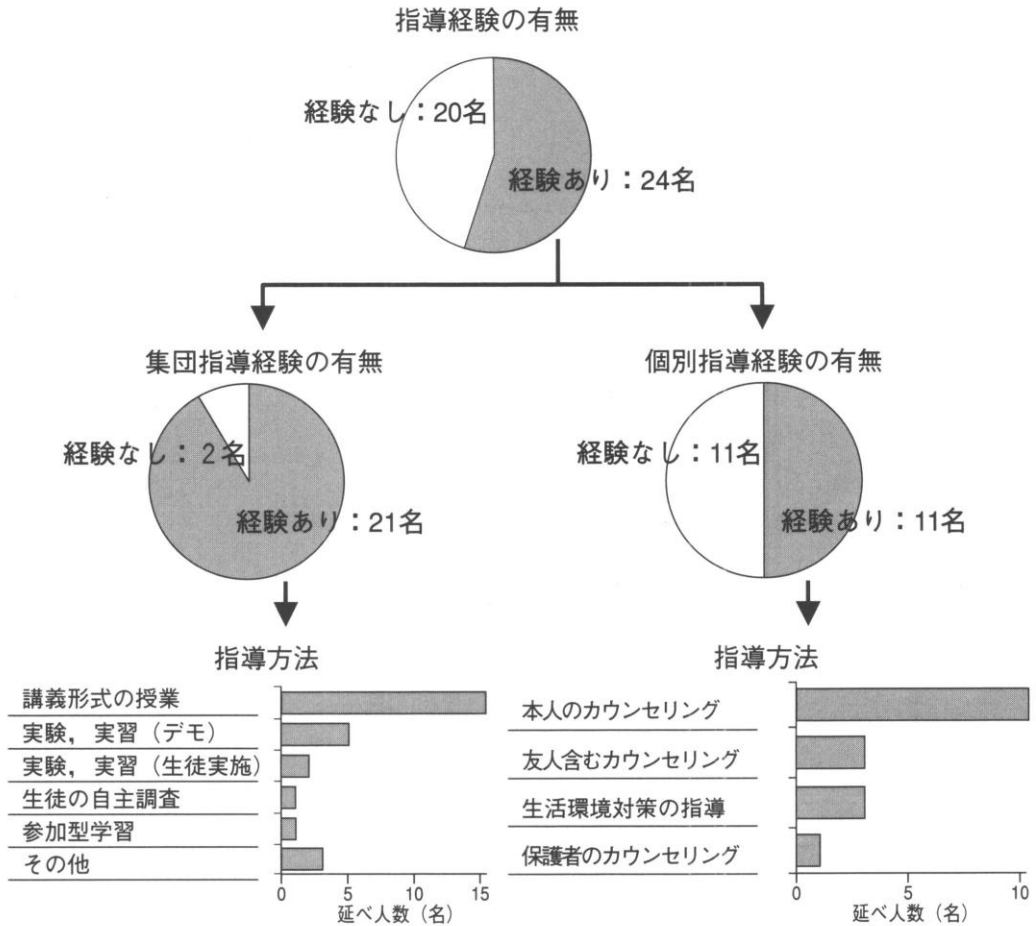 指導経験の有無
経験なし：20名
経験あり：24名
集団指導経験の有無
経験なし：2名
経験あり：21名
個別指導経験の有無
経験なし：11名
経験あり：11名
指導方法
講義形式の授業
実験，実習（デモ）
実験，実習（生徒実施）
生徒の自主調査
参加型学習
その他
0 5 10 15
延べ人数（名）
指導方法
本人のカウンセリング
友人含むカウンセリング
生活環境対策の指導
保護者のカウンセリング
0 5 10
延べ人数（名）